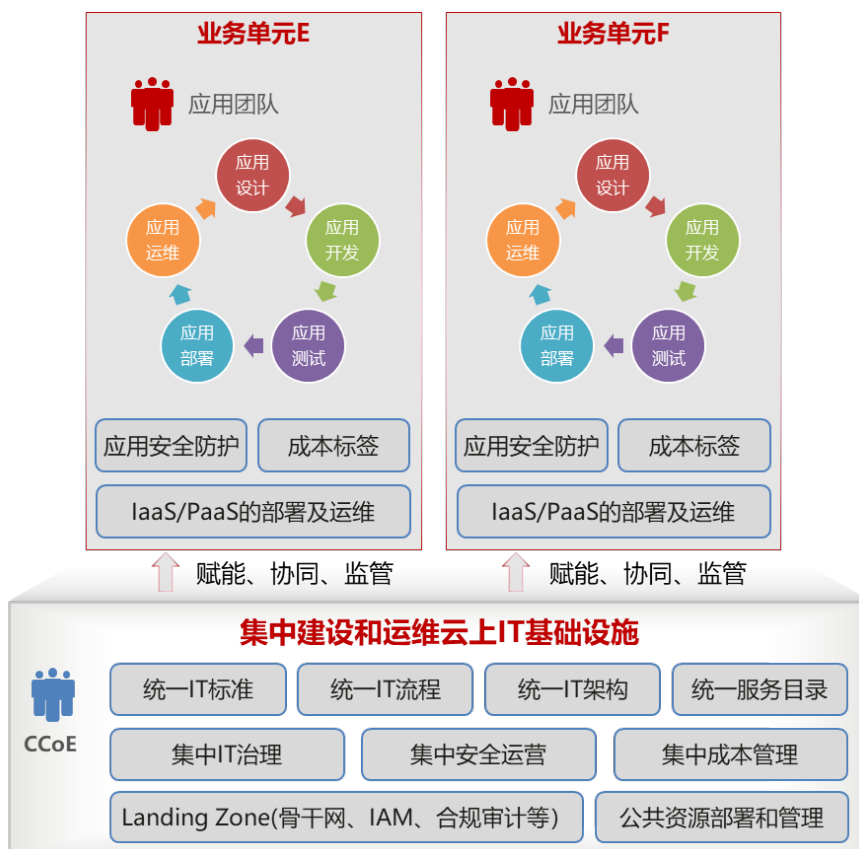 业务单元E
应用团队
应用
设计
应用
开发
应用
测试
应用
部署
应用
运维
应用安全防护
成本标签
IaaS/PaaS的部署及运维
业务单元F
应用团队
应用
设计
应用
开发
应用
测试
应用
部署
应用
运维
应用安全防护
成本标签
IaaS/PaaS的部署及运维
赋能、协同、监管
赋能、协同、监管
集中建设和运维云上IT基础设施
CCoE
统一IT标准
统一IT流程
统一IT架构
统一服务目录
集中IT治理
集中安全运营
集中成本管理
Landing Zone(骨干网、IAM、合规审计等）
公共资源部署和管理